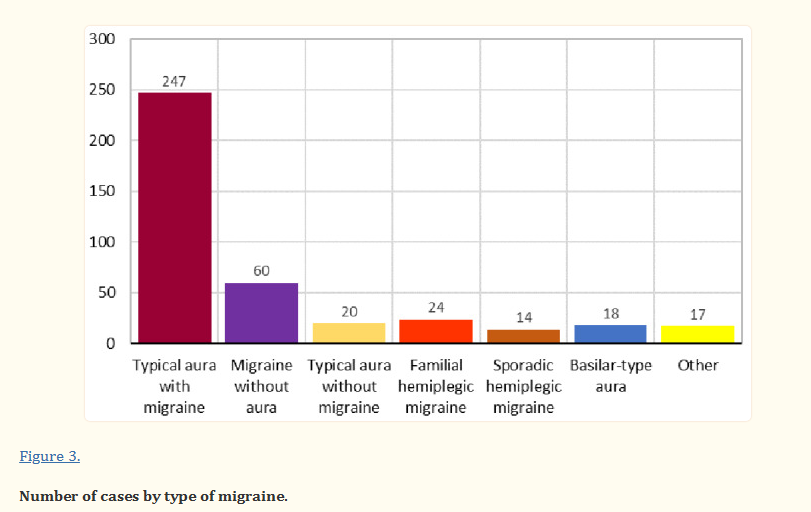 300
250
200
150
100
50
0
247
60
20
24
14
18
17
Typical aura with migraine
Migraine without aura
Typical aura without migraine
Familial hemiplegic migraine
Sporadic hemiplegic migraine
Basilar-type aura
Other
Figure 3.
Number of cases by type of migraine.